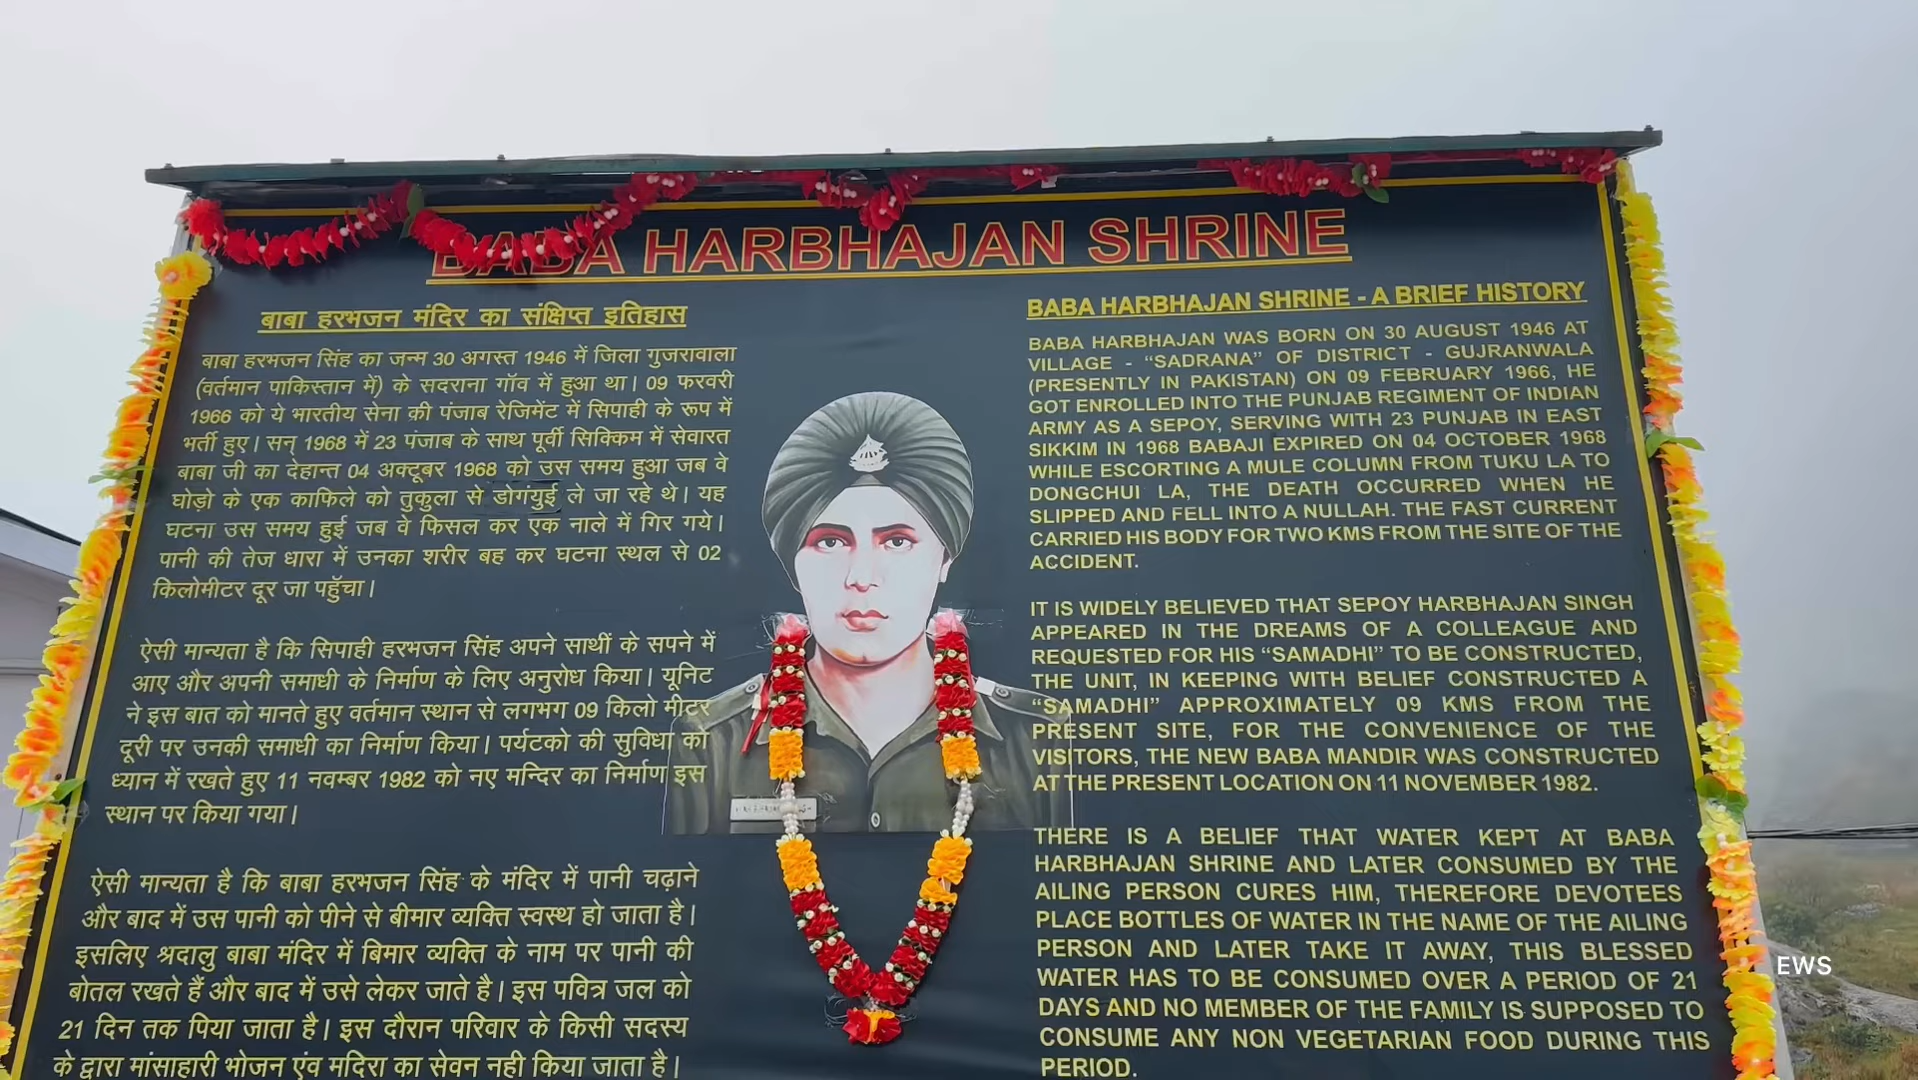 BABA HARBHAJAN SHRINE
बाबा हरभजन मंदिर का संक्षिप्त इतिहास
बाबा हरभजन सिंह का जन्म 30 अगस्त 1946 में जिला गुजरावाला
(वर्तमान पाकिस्तान में) के सदराना गॉंव में हुआ था। 09 फरवरी
1966 को ये भारतीय सेना की पंजाब रेजिमेंट में सिपाही के रूप में
भर्ती हुए। सन् 1968 में 23 पंजाब के साथ पूर्वी सिक्किम में सेवारत
बाबा जी का देहान्त 04 अक्टूबर 1968 को उस समय हुआ जब वे
घोड़ो के एक काफिले को तुकुला से डोगंयुई ले जा रहे थे। यह
घटना उस समय हुई जब वे फिसल कर एक नाले में गिर गये।
पानी की तेज धारा में उनका शरीर बह कर घटना स्थल से 02
किलोमीटर दूर जा पहुॅंचा।
ऐसी मान्यता है कि सिपाही हरभजन सिंह अपने साथीं के सपने में
आए और अपनी समाधी के निर्माण के लिए अनुरोध किया। यूनिट
ने इस बात को मानते हुए वर्तमान स्थान से लगभग 09 किलो मीटर
दूरी पर उनकी समाधी का निर्माण किया। पर्यटको की सुविधा को
ध्यान में रखते हुए 11 नवम्बर 1982 को नए मन्दिर का निर्माण इस
स्थान पर किया गया।
ऐसी मान्यता है कि बाबा हरभजन सिंह के मंदिर में पानी चढ़ाने
और बाद में उस पानी को पीने से बीमार व्यक्ति स्वस्थ हो जाता है।
इसलिए श्रदालु बाबा मंदिर में बिमार व्यक्ति के नाम पर पानी की
बोतल रखते हैं और बाद में उसे लेकर जाते है। इस पवित्र जल को
21 दिन तक पिया जाता है। इस दौरान परिवार के किसी सदस्य
के द्वारा मांसाहारी भोजन एंव मदिरा का सेवन नही किया जाता है।
BABA HARBHAJAN SHRINE - A BRIEF HISTORY
BABA HARBHAJAN WAS BORN ON 30 AUGUST 1946 AT
VILLAGE - “SADRANA” OF DISTRICT - GUJRANWALA
(PRESENTLY IN PAKISTAN) ON 09 FEBRUARY 1966, HE
GOT ENROLLED INTO THE PUNJAB REGIMENT OF INDIAN
ARMY AS A SEPOY, SERVING WITH 23 PUNJAB IN EAST
SIKKIM IN 1968 BABAJI EXPIRED ON 04 OCTOBER 1968
WHILE ESCORTING A MULE COLUMN FROM TUKU LA TO
DONGCHUI LA, THE DEATH OCCURRED WHEN HE
SLIPPED AND FELL INTO A NULLAH. THE FAST CURRENT
CARRIED HIS BODY FOR TWO KMS FROM THE SITE OF THE
ACCIDENT.
IT IS WIDELY BELIEVED THAT SEPOY HARBHAJAN SINGH
APPEARED IN THE DREAMS OF A COLLEAGUE AND
REQUESTED FOR HIS “SAMADHI” TO BE CONSTRUCTED,
THE UNIT, IN KEEPING WITH BELIEF CONSTRUCTED A
“SAMADHI” APPROXIMATELY 09 KMS FROM THE
PRESENT SITE, FOR THE CONVENIENCE OF THE
VISITORS, THE NEW BABA MANDIR WAS CONSTRUCTED
AT THE PRESENT LOCATION ON 11 NOVEMBER 1982.
THERE IS A BELIEF THAT WATER KEPT AT BABA
HARBHAJAN SHRINE AND LATER CONSUMED BY THE
AILING PERSON CURES HIM, THEREFORE DEVOTEES
PLACE BOTTLES OF WATER IN THE NAME OF THE AILING
PERSON AND LATER TAKE IT AWAY, THIS BLESSED
WATER HAS TO BE CONSUMED OVER A PERIOD OF 21
DAYS AND NO MEMBER OF THE FAMILY IS SUPPOSED TO
CONSUME ANY NON VEGETARIAN FOOD DURING THIS
PERIOD.
EWS